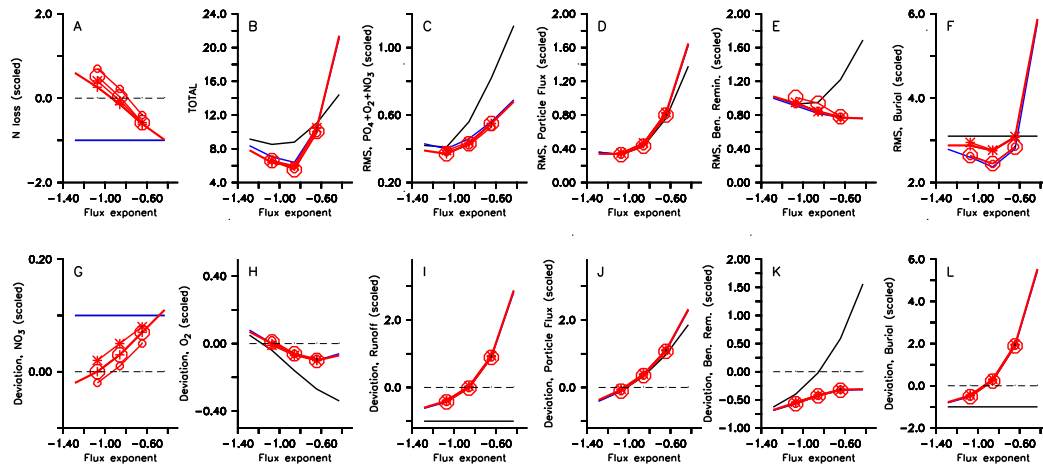 A
N loss (scaled)
2.0
0.0
−2.0
−1.40 −1.00 −0.60
Flux exponent
B
TOTAL
24.0
20.0
16.0
12.0
8.0
4.0
−1.40 −1.00 −0.60
Flux exponent
C
RMS, PO4+O2+NO3 (scaled)
1.00
0.60
0.20
−1.40 −1.00 −0.60
Flux exponent
D
RMS, Particle Flux (scaled)
2.00
1.60
1.20
0.80
0.40
0.00
−1.40 −1.00 −0.60
Flux exponent
E
RMS, Ben. Remin. (scaled)
2.00
1.60
1.20
0.80
0.40
0.00
−1.40 −1.00 −0.60
Flux exponent
F
RMS, Burial (scaled)
6.0
4.0
2.0
−1.40 −1.00 −0.60
Flux exponent
G
Deviation, NO3 (scaled)
0.20
0.00
−1.40 −1.00 −0.60
Flux exponent
H
Deviation, O2 (scaled)
0.40
0.00
−0.40
−1.40 −1.00 −0.60
Flux exponent
I
Deviation, Runoff (scaled)
2.0
0.0
−1.40 −1.00 −0.60
Flux exponent
J
Deviation, Particle Flux (scaled)
2.0
0.0
−1.40 −1.00 −0.60
Flux exponent
K
Deviation, Ben. Rem. (scaled)
2.00
1.50
1.00
0.50
0.00
−0.50
−1.00
−1.40 −1.00 −0.60
Flux exponent
L
Deviation, Burial (scaled)
6.0
4.0
2.0
0.0
−2.0
−1.40 −1.00 −0.60
Flux exponent